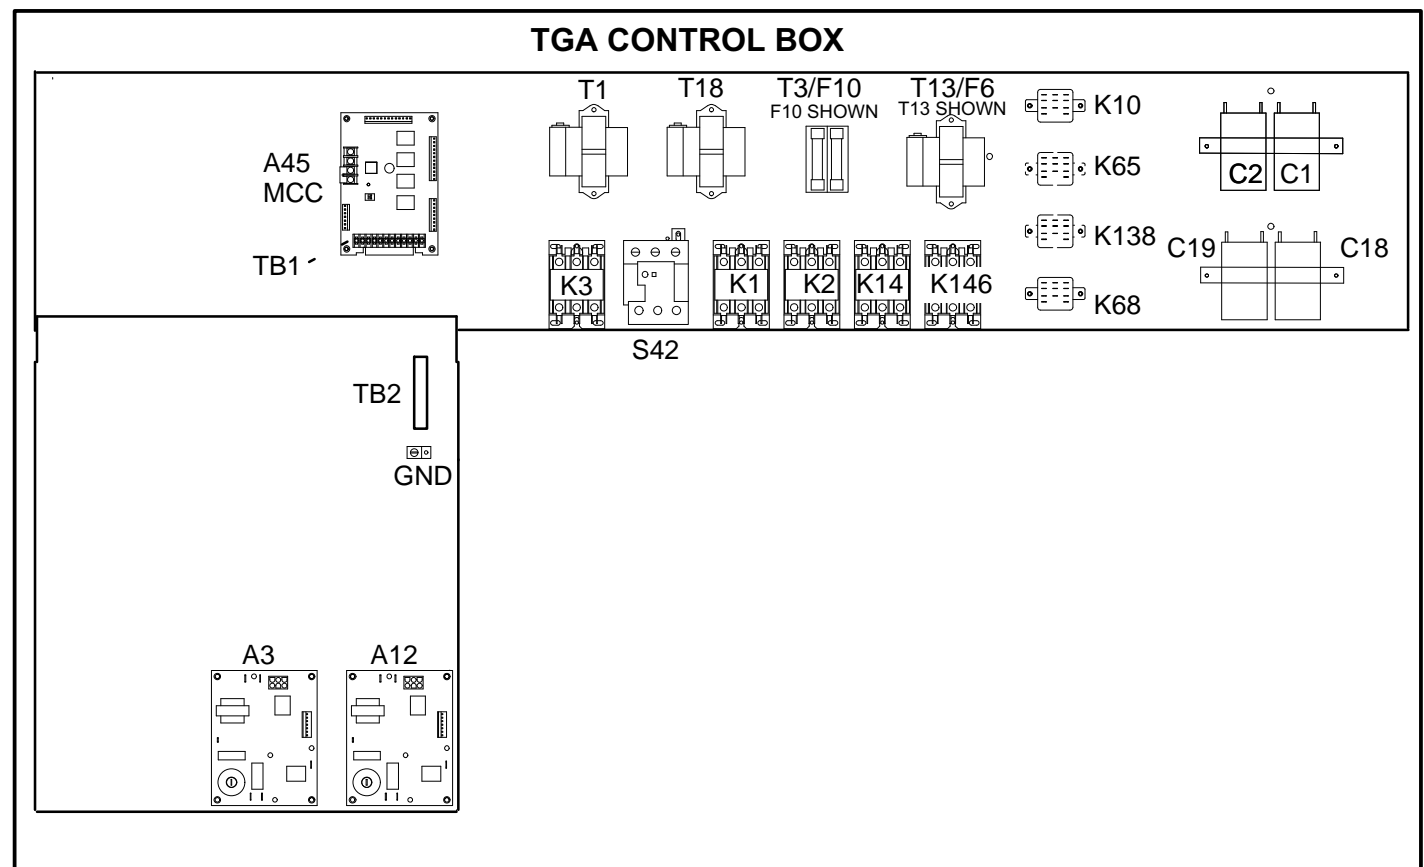 TGA CONTROL BOX
T1
T18
T3/F10
F10 SHOWN
T13/F6
T13 SHOWN
K10
A45
MCC
K65
C2
C1
K138
C19
C18
TB1
K3
K1
K2
K14
K146
K68
S42
TB2
GND
A3
A12